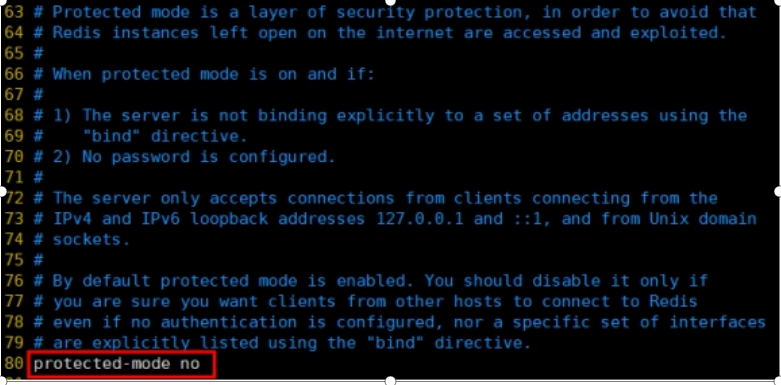 63 # Protected mode is a layer of security protection, in order to avoid that
64 # Redis instances left open on the internet are accessed and exploited.
65 #
66 # When protected mode is on and if:
67 #
68 # 1) The server is not binding explicitly to a set of addresses using the
69 #    "bind" directive.
70 # 2) No password is configured.
71 #
72 # The server only accepts connections from clients connecting from the
73 # IPv4 and IPv6 loopback addresses 127.0.0.1 and ::1, and from Unix domain
74 # sockets.
75 #
76 # By default protected mode is enabled. You should disable it only if
77 # you are sure you want clients from other hosts to connect to Redis
78 # even if no authentication is configured, nor a specific set of interfaces
79 # are explicitly listed using the "bind" directive.
80 protected-mode no